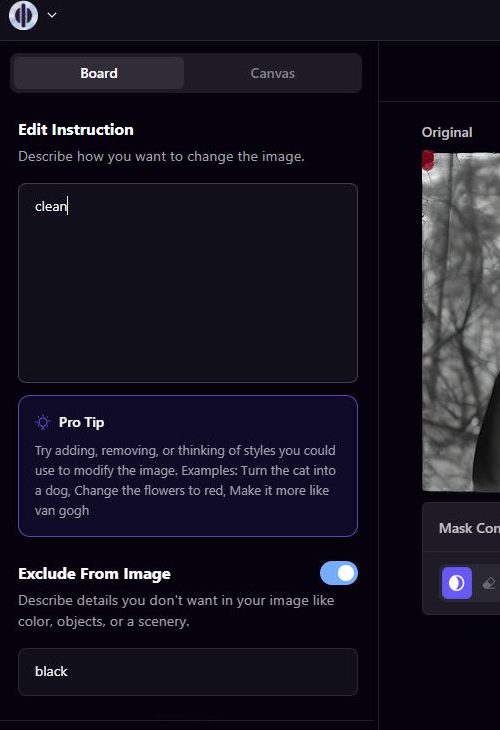 Board
Canvas
Edit Instruction
Describe how you want to change the image.
clean
Pro Tip
Try adding, removing, or thinking of styles you could
use to modify the image. Examples: Turn the cat into
a dog, Change the flowers to red, Make it more like
van gogh
Exclude From Image
Describe details you don't want in your image like
color, objects, or a scenery.
black
Original
Mask Con